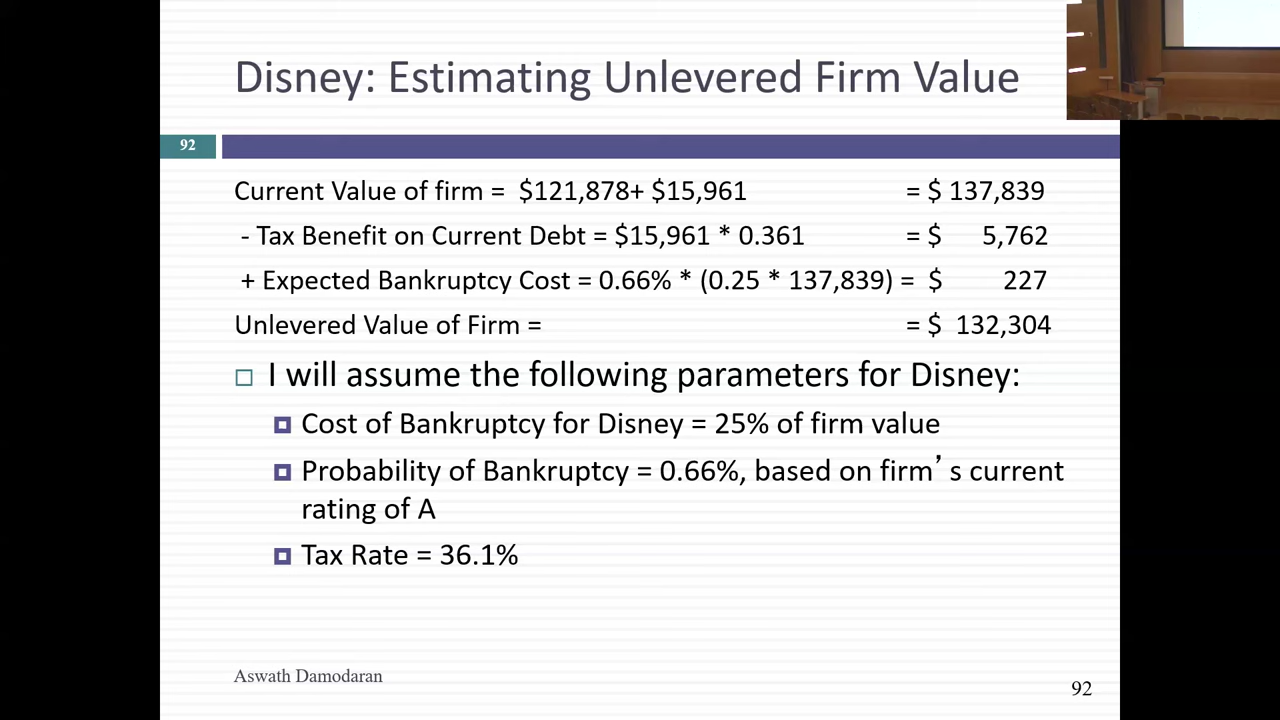 Disney: Estimating Unlevered Firm Value
92
Current Value of firm = $121,878+ $15,961 = $ 137,839
- Tax Benefit on Current Debt = $15,961 * 0.361 = $ 5,762
+ Expected Bankruptcy Cost = 0.66% * (0.25 * 137,839) = $ 227
Unlevered Value of Firm = = $ 132,304
I will assume the following parameters for Disney:
Cost of Bankruptcy for Disney = 25% of firm value
Probability of Bankruptcy = 0.66%, based on firm's current
rating of A
Tax Rate = 36.1%
Aswath Damodaran
92